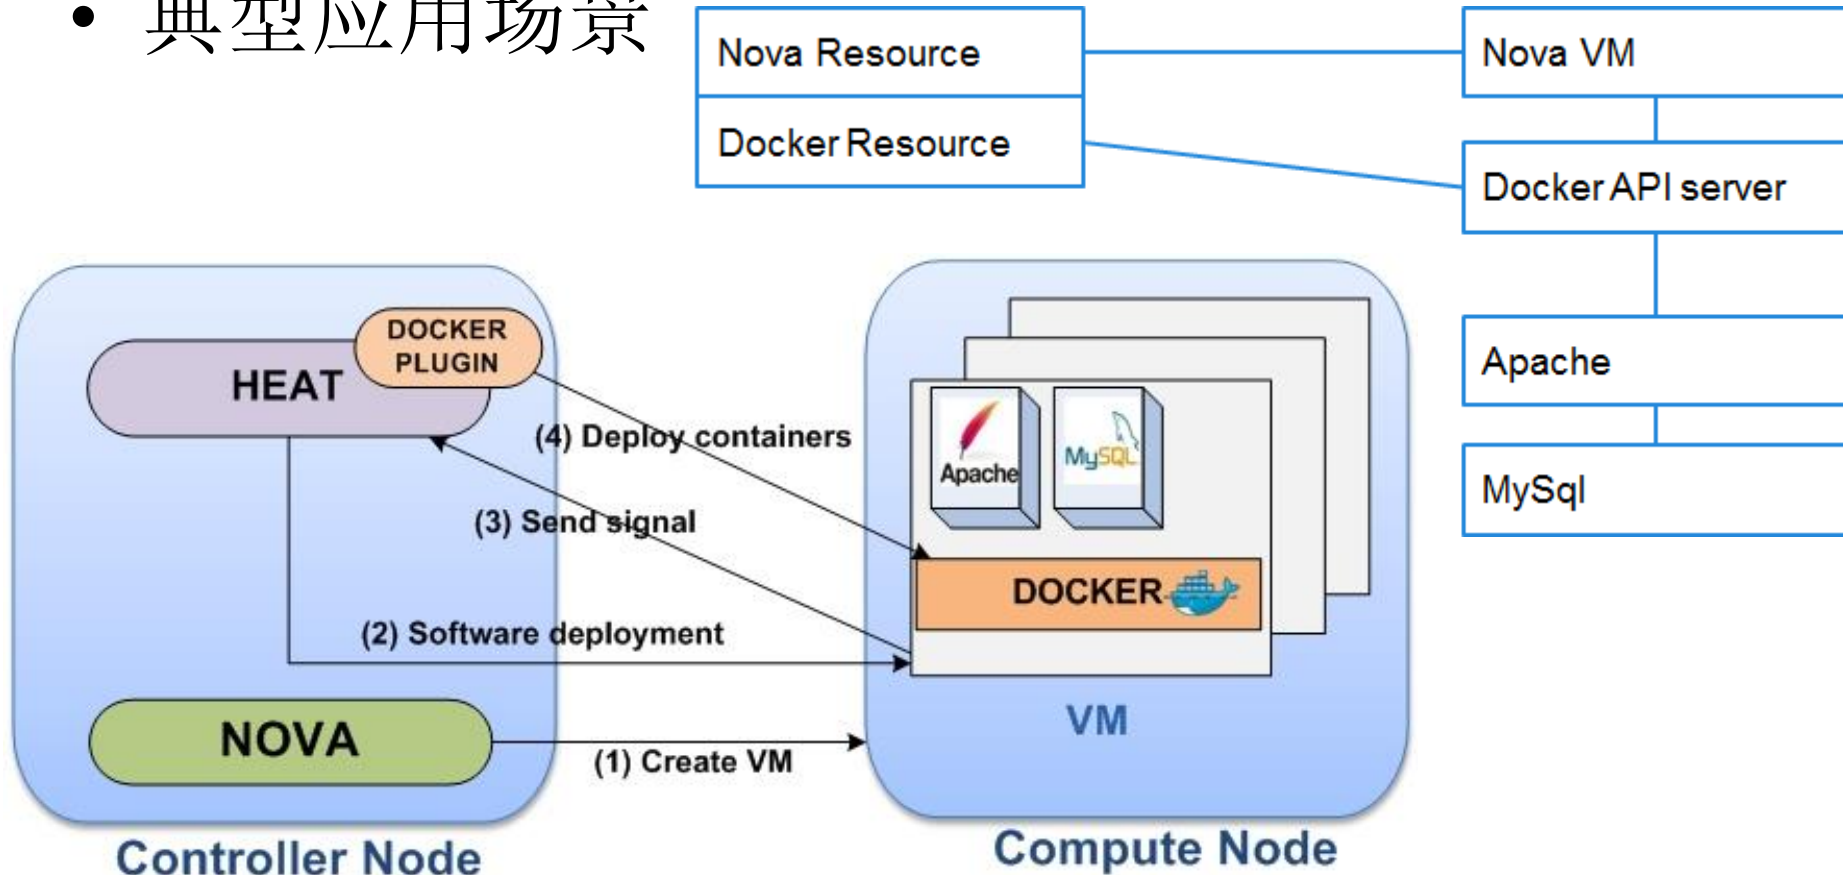 • 典型应用场景
Nova Resource
Docker Resource
Nova VM
Docker API server
Apache
MySql
DOCKER
PLUGIN
HEAT
(4) Deploy containers
(3) Send signal
(2) Software deployment
NOVA
(1) Create VM
Controller Node
Apache
MySQL
DOCKER
VM
Compute Node